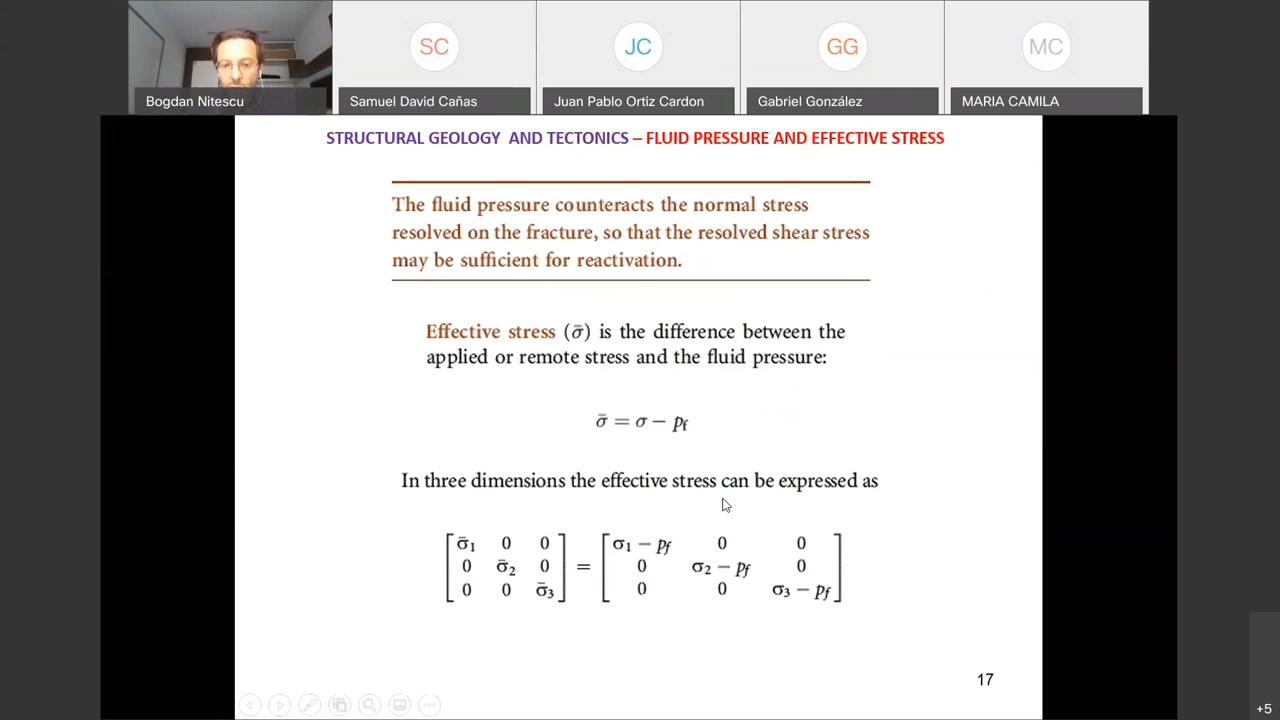 SC
JC
GG
MC
Bogdan Nitescu
Samuel David Cañas
Juan Pablo Ortiz Cardon
Gabriel González
MARIA CAMILA
STRUCTURAL GEOLOGY AND TECTONICS – FLUID PRESSURE AND EFFECTIVE STRESS
The fluid pressure counteracts the normal stress
resolved on the fracture, so that the resolved shear stress
may be sufficient for reactivation.
Effective stress (σ̄) is the difference between the
applied or remote stress and the fluid pressure:
σ̄ = σ − pf
In three dimensions the effective stress can be expressed as
[σ̄1 0 0] [σ1 − pf 0 0]
[0 σ̄2 0] = [0 σ2 − pf 0]
[0 0 σ̄3] [0 0 σ3 − pf]
17
+5